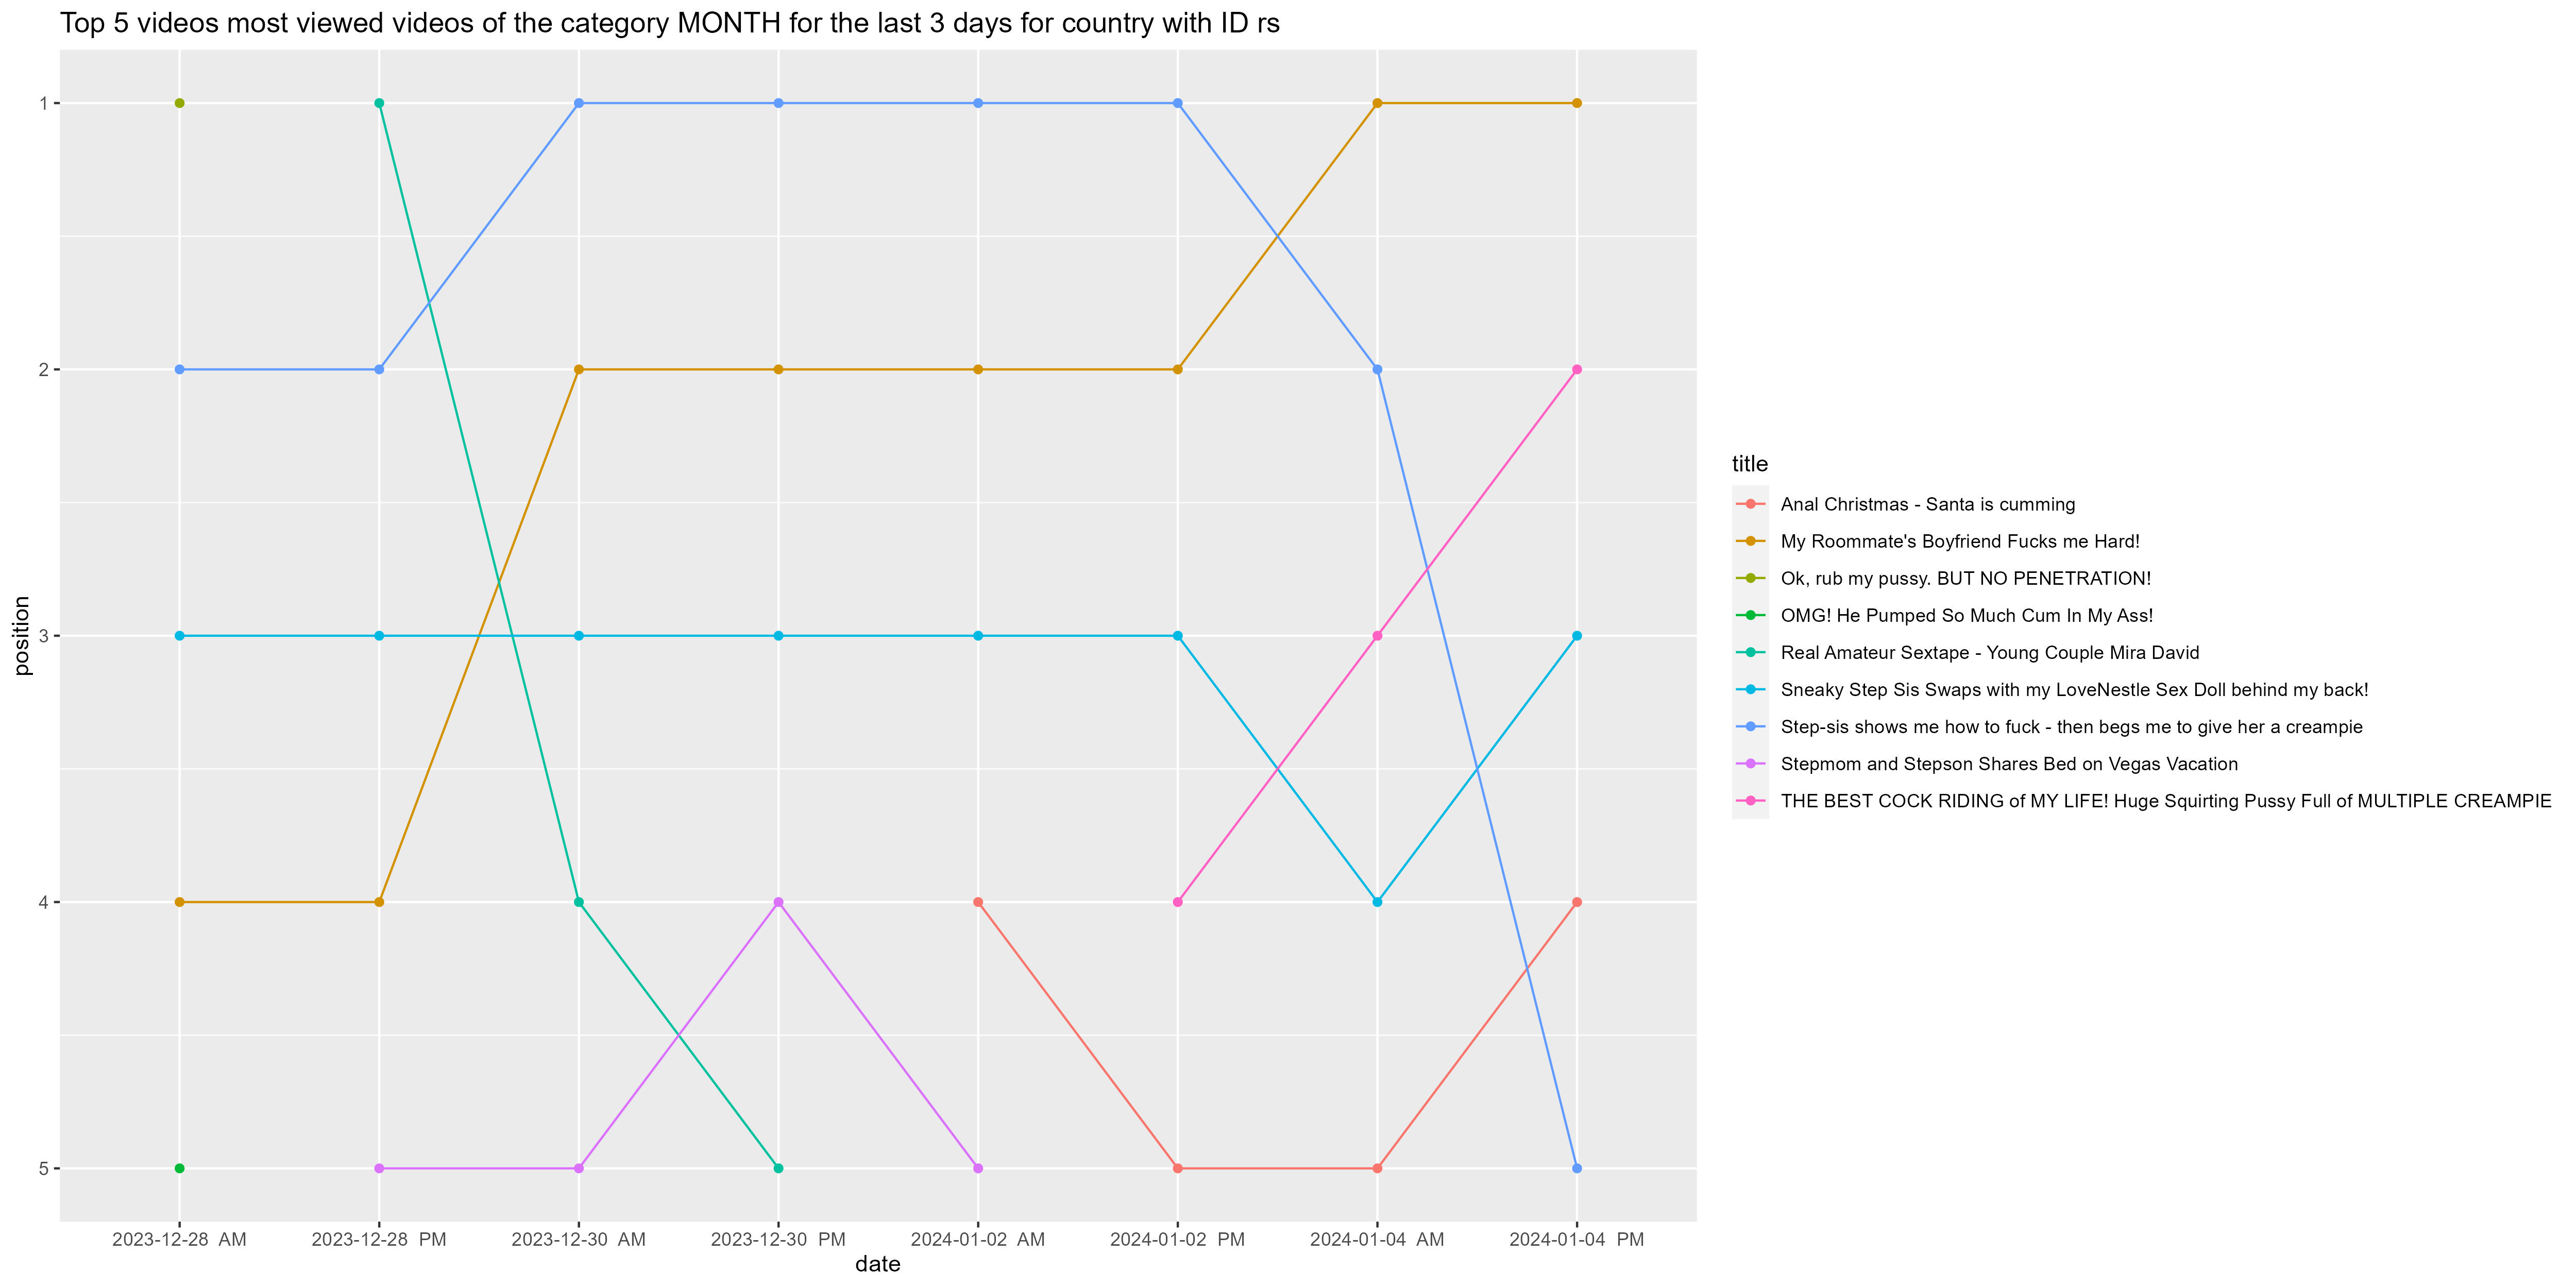 Top 5 videos most viewed videos of the category MONTH for the last 3 days for country with ID rs
position
1
2
3
4
5
2023-12-28 AM
2023-12-28 PM
2023-12-30 AM
2023-12-30 PM
2024-01-02 AM
2024-01-02 PM
2024-01-04 AM
2024-01-04 PM
date
title
Anal Christmas - Santa is cumming
My Roommate's Boyfriend Fucks me Hard!
Ok, rub my pussy. BUT NO PENETRATION!
OMG! He Pumped So Much Cum In My Ass!
Real Amateur Sextape - Young Couple Mira David
Sneaky Step Sis Swaps with my LoveNestle Sex Doll behind my back!
Step-sis shows me how to fuck - then begs me to give her a creampie
Stepmom and Stepson Shares Bed on Vegas Vacation
THE BEST COCK RIDING of MY LIFE! Huge Squirting Pussy Full of MULTIPLE CREAMPIE